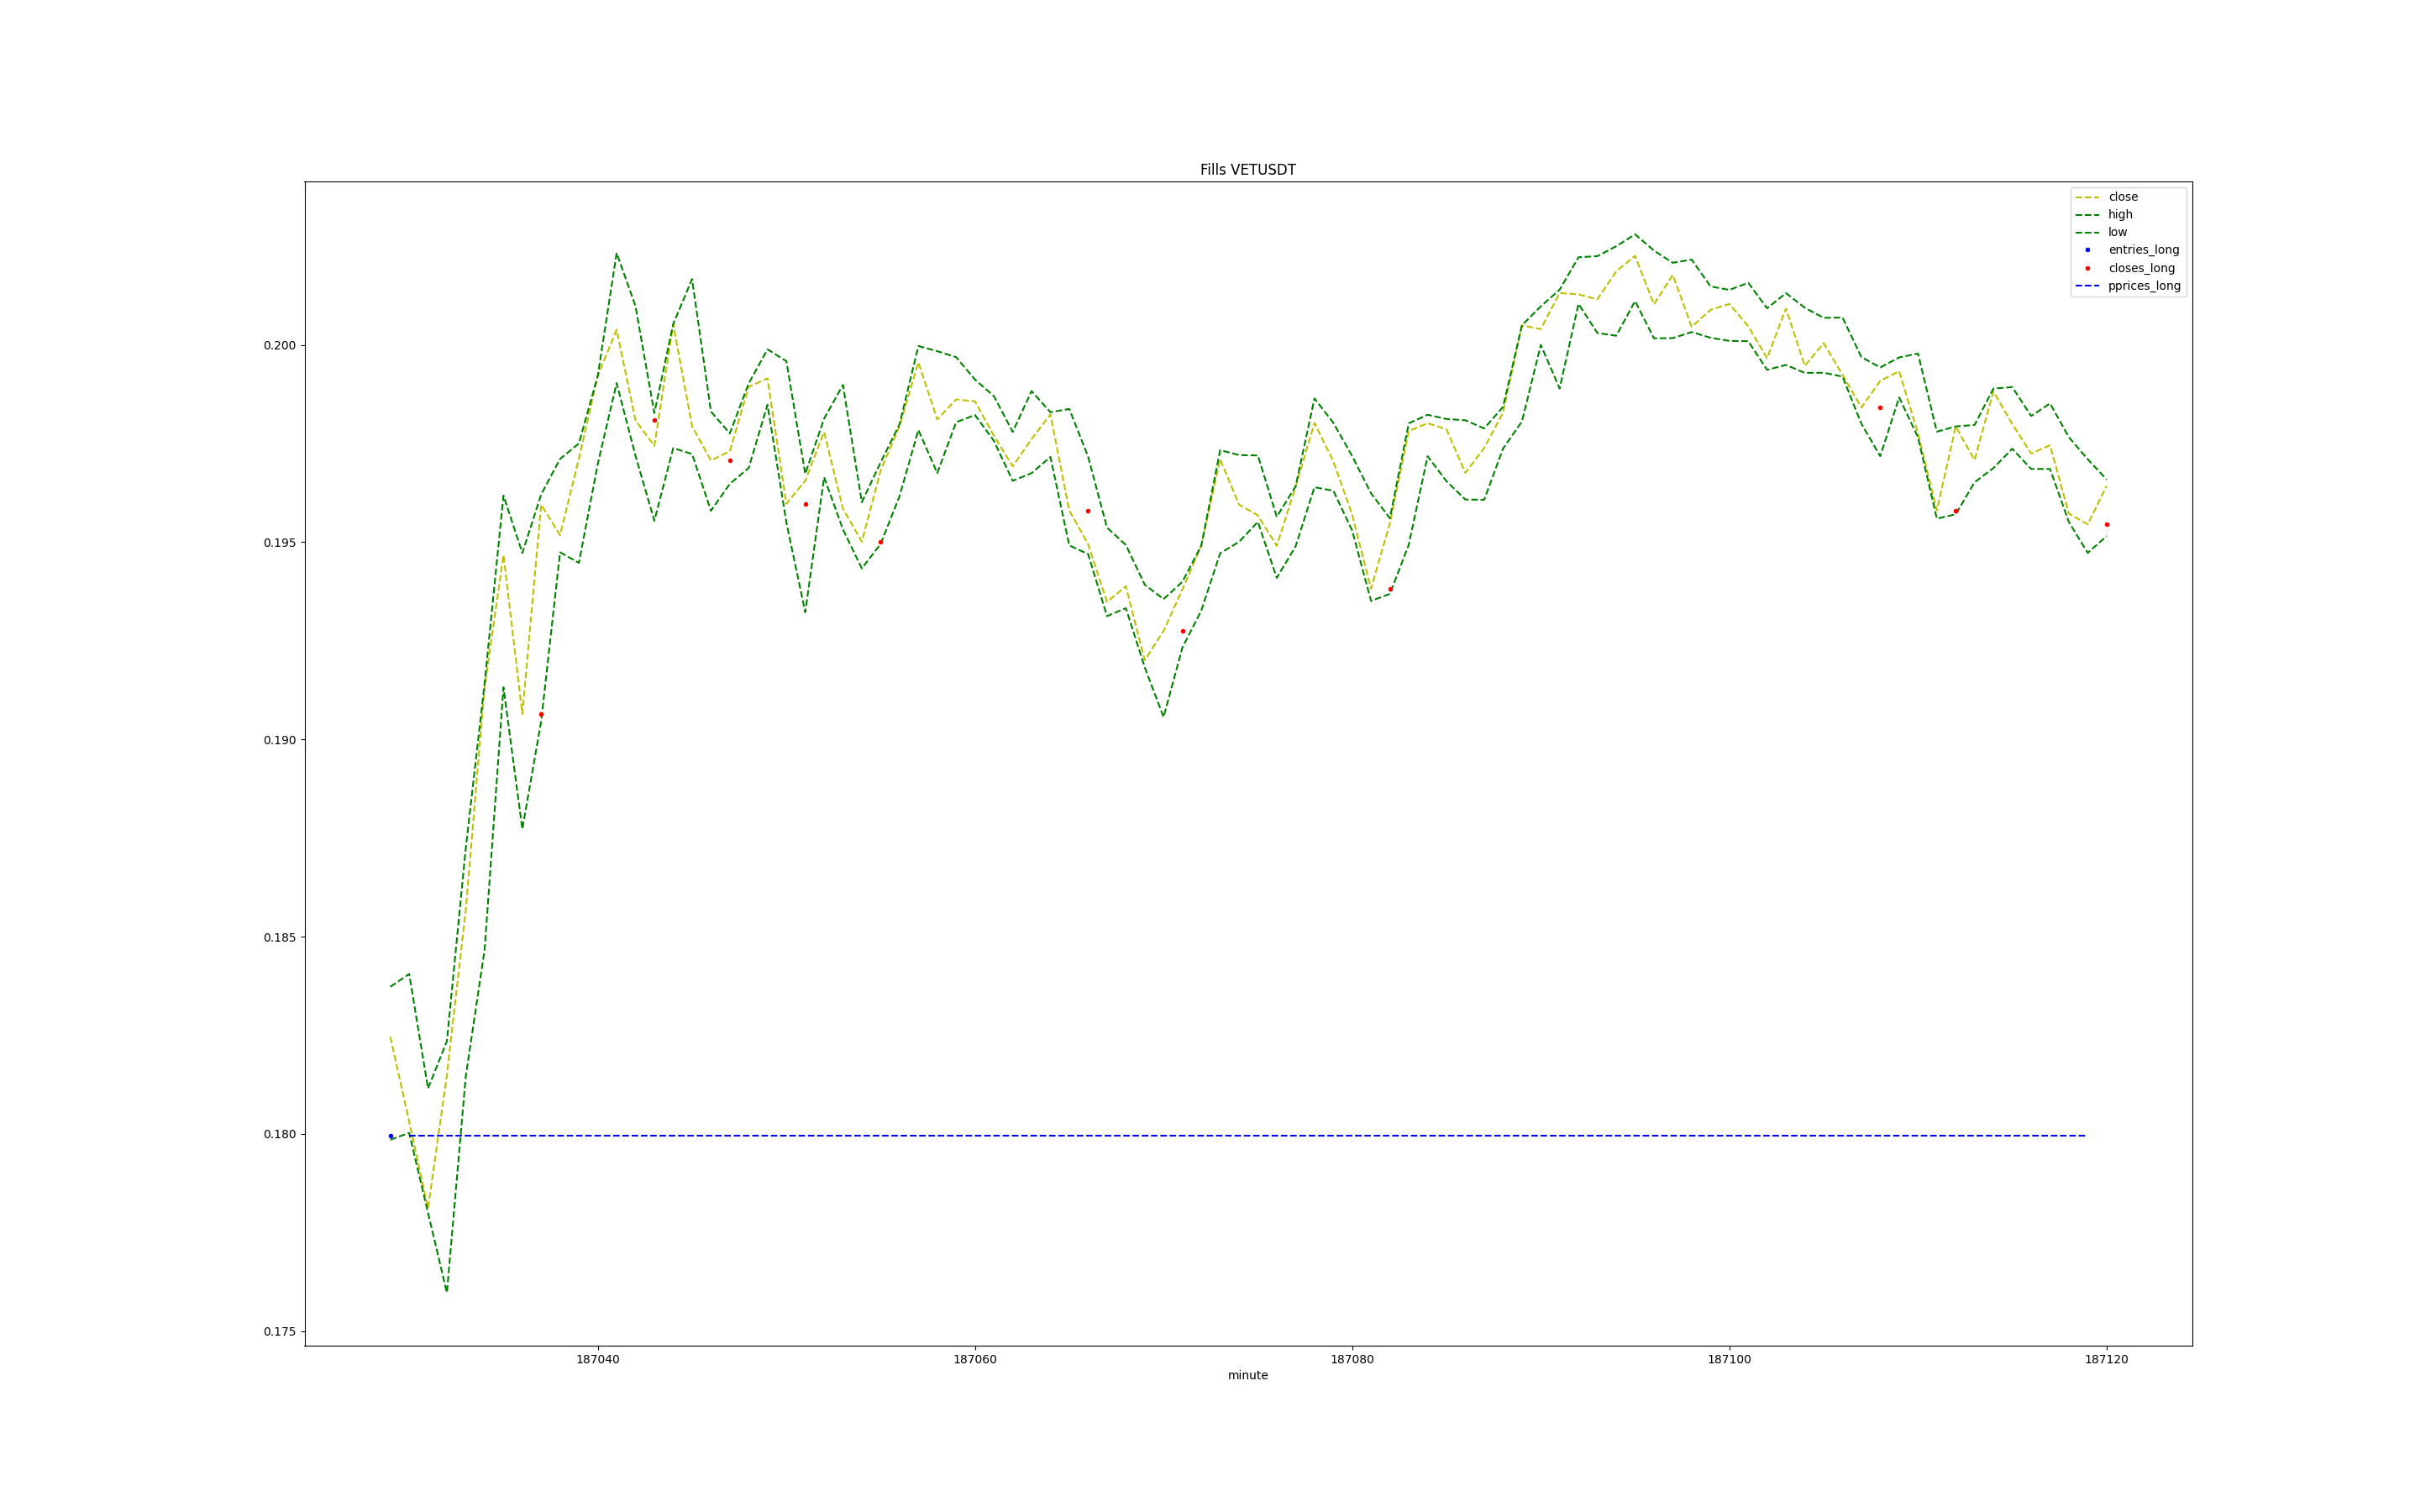 Fills VETUSDT
close
high
low
entries_long
closes_long
pprices_long
0.200
0.195
0.190
0.185
0.180
0.175
187040 187060 187080 187100 187120
minute